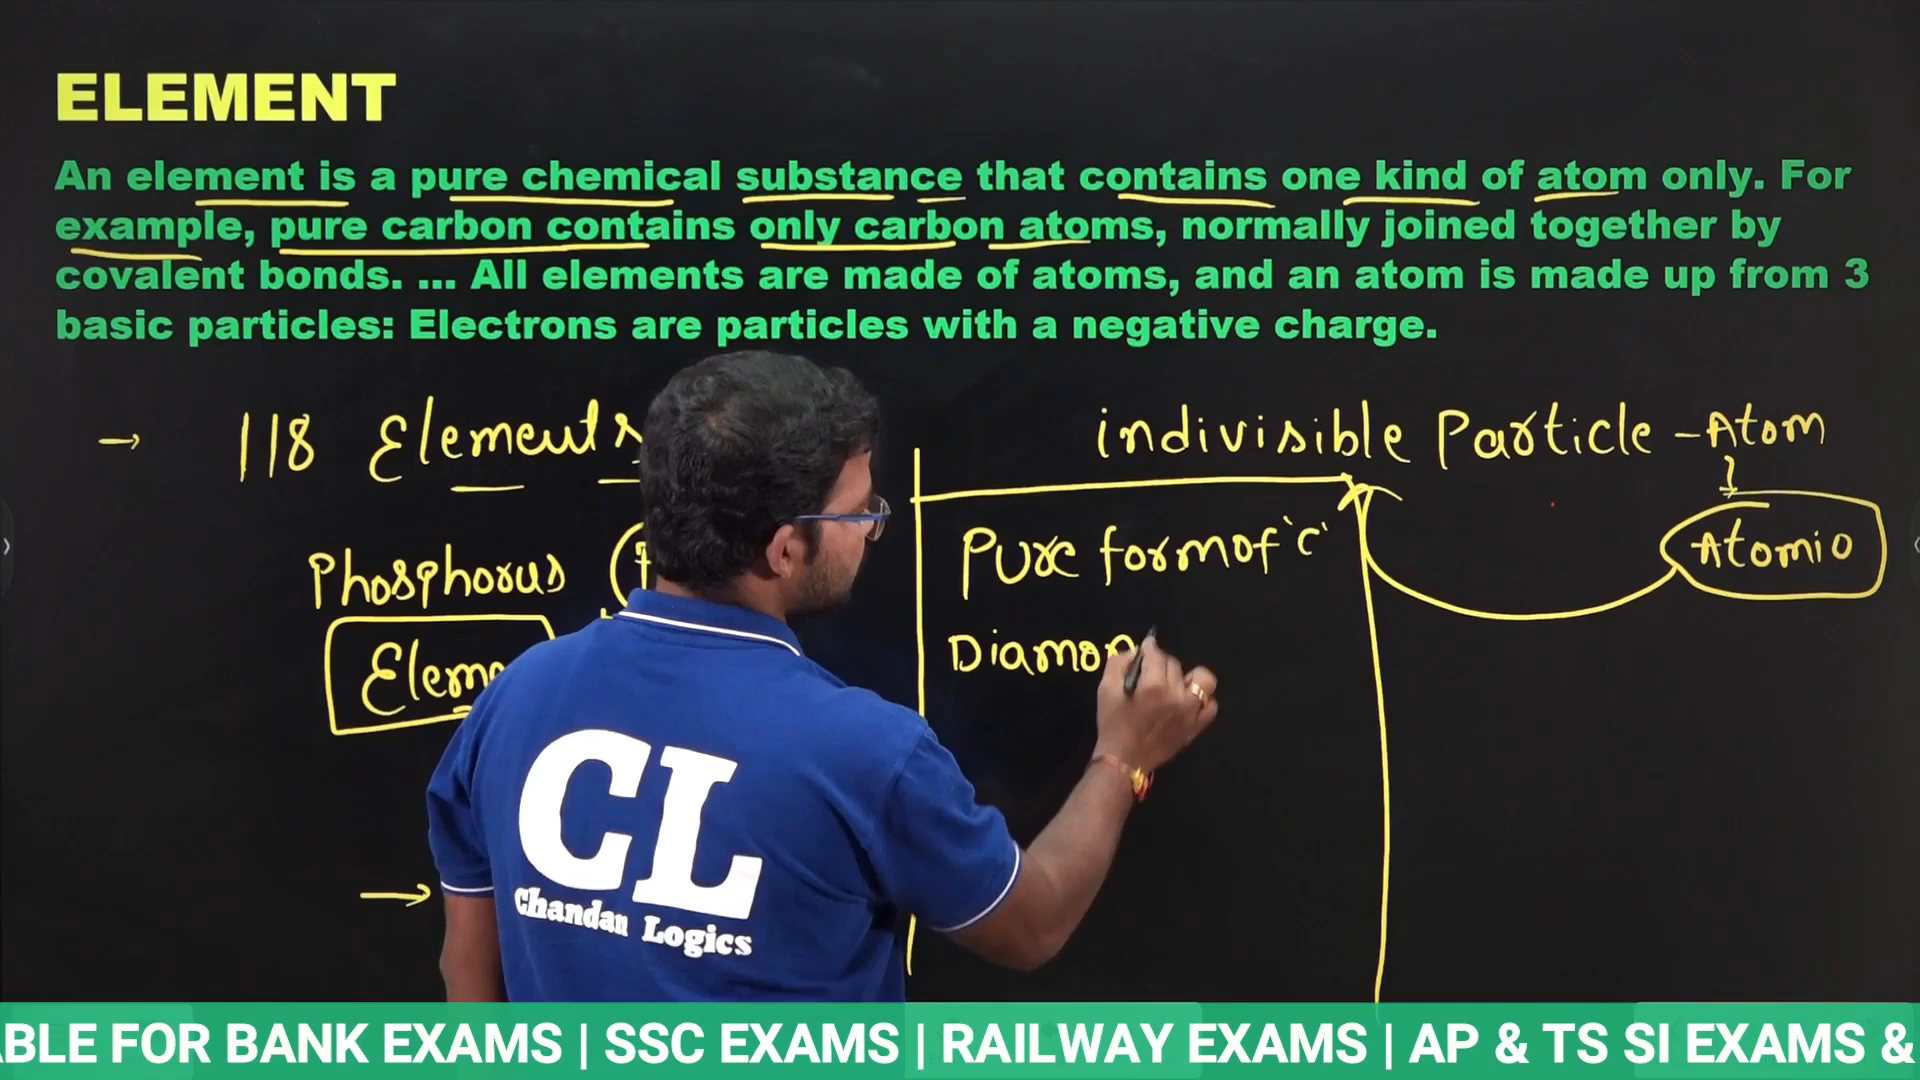 ELEMENT
An element is a pure chemical substance that contains one kind of atom only. For
example, pure carbon contains only carbon atoms, normally joined together by
covalent bonds. ... All elements are made of atoms, and an atom is made up from 3
basic particles: Electrons are particles with a negative charge.
→ 118 Elements
indivisible Particle - Atom
Atomio
Phosphorus
Eleme
Pure form of 'C'
Diamon
→
CL
Chandan Logics
ABLE FOR BANK EXAMS | SSC EXAMS | RAILWAY EXAMS | AP & TS SI EXAMS &